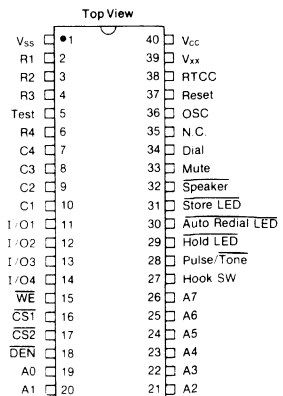 Top View
Vss 1 40 Vcc
R1 2 39 Vxx
R2 3 38 RTCC
R3 4 37 Reset
Test 5 36 OSC
R4 6 35 N.C.
C4 7 34 Dial
C3 8 33 Mute
C2 9 32 Speaker
C1 10 31 Store LED
I/O1 11 30 Auto Redial LED
I/O2 12 29 Hold LED
I/O3 13 28 Pulse/Tone
I/O4 14 27 Hook SW
WE 15 26 A7
CS1 16 25 A6
CS2 17 24 A5
DEN 18 23 A4
A0 19 22 A3
A1 20 21 A2